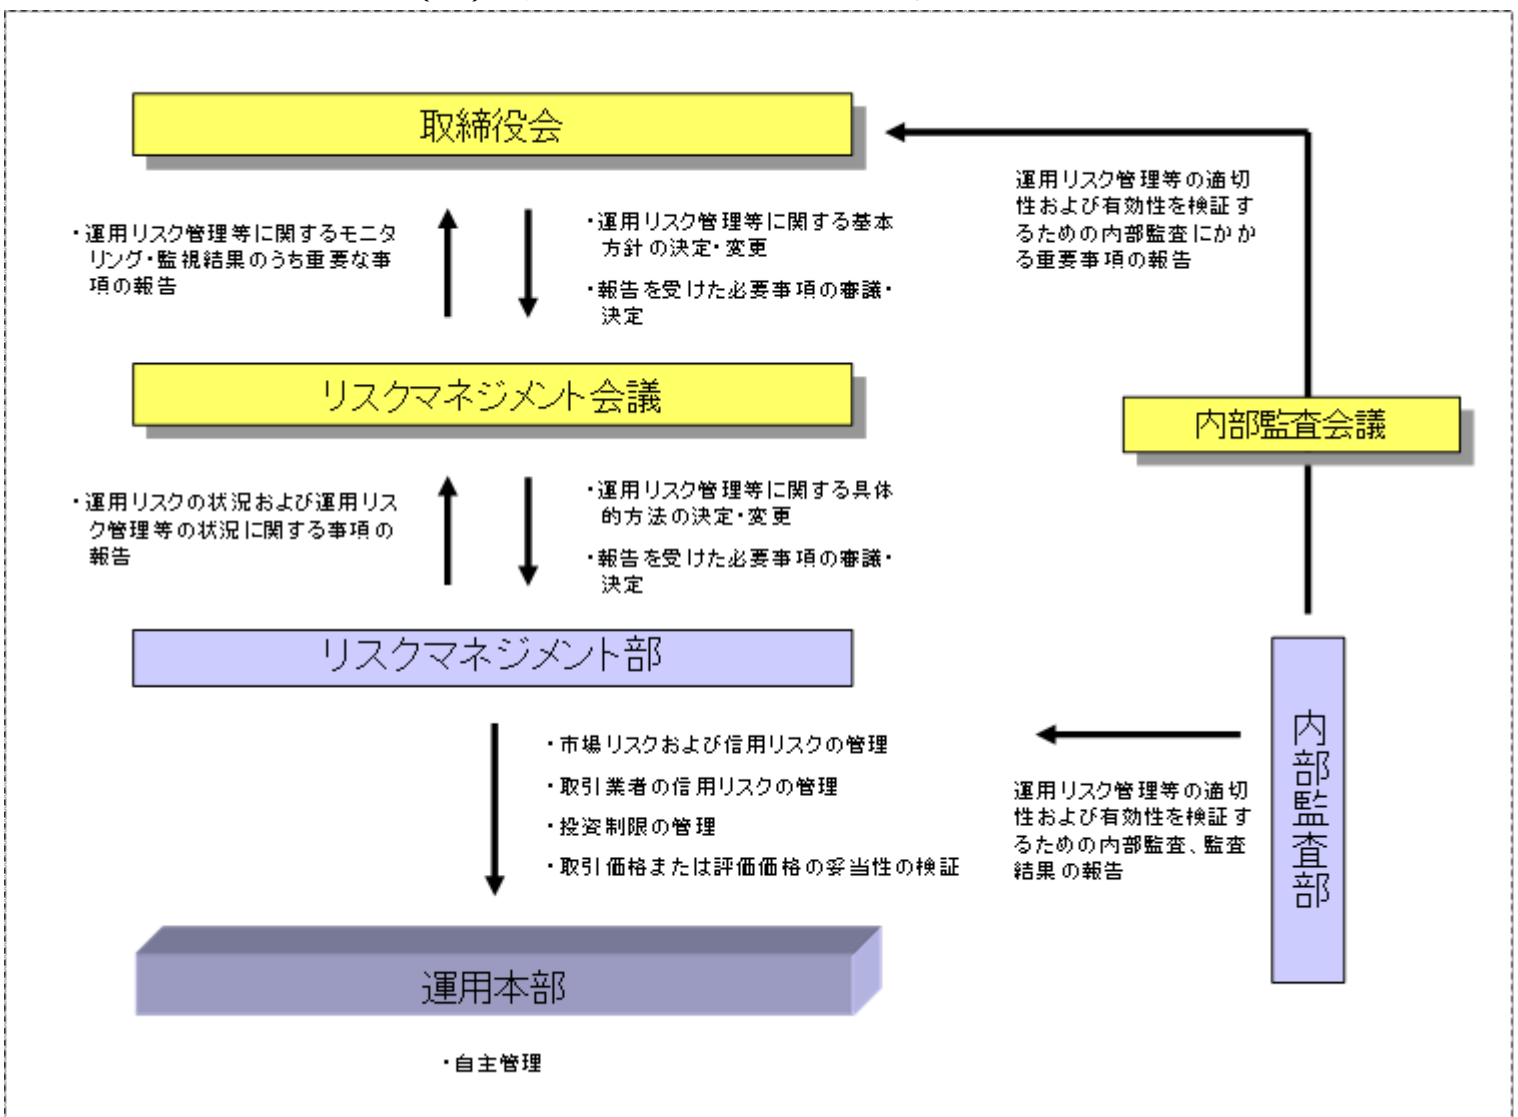 取締役会
・運用リスク管理等に関するモニタ
リング・監視結果のうち重要な事
項の報告
・運用リスク管理等に関する基本
方針の決定・変更
・報告を受けた必要事項の審議・
決定
運用リスク管理等の適切
性および有効性を検証す
るための内部監査にかか
る重要事項の報告
リスクマネジメント会議
内部監査会議
・運用リスクの状況および運用リス
ク管理等の状況に関する事項の
報告
・運用リスク管理等に関する具体
的方法の決定・変更
・報告を受けた必要事項の審議・
決定
リスクマネジメント部
・市場リスクおよび信用リスクの管理
・取引業者の信用リスクの管理
・投資制限の管理
・取引価格または評価価格の妥当性の検証
運用リスク管理等の適切
性および有効性を検証す
るための内部監査、監査
結果の報告
内部監査部
運用本部
・自主管理